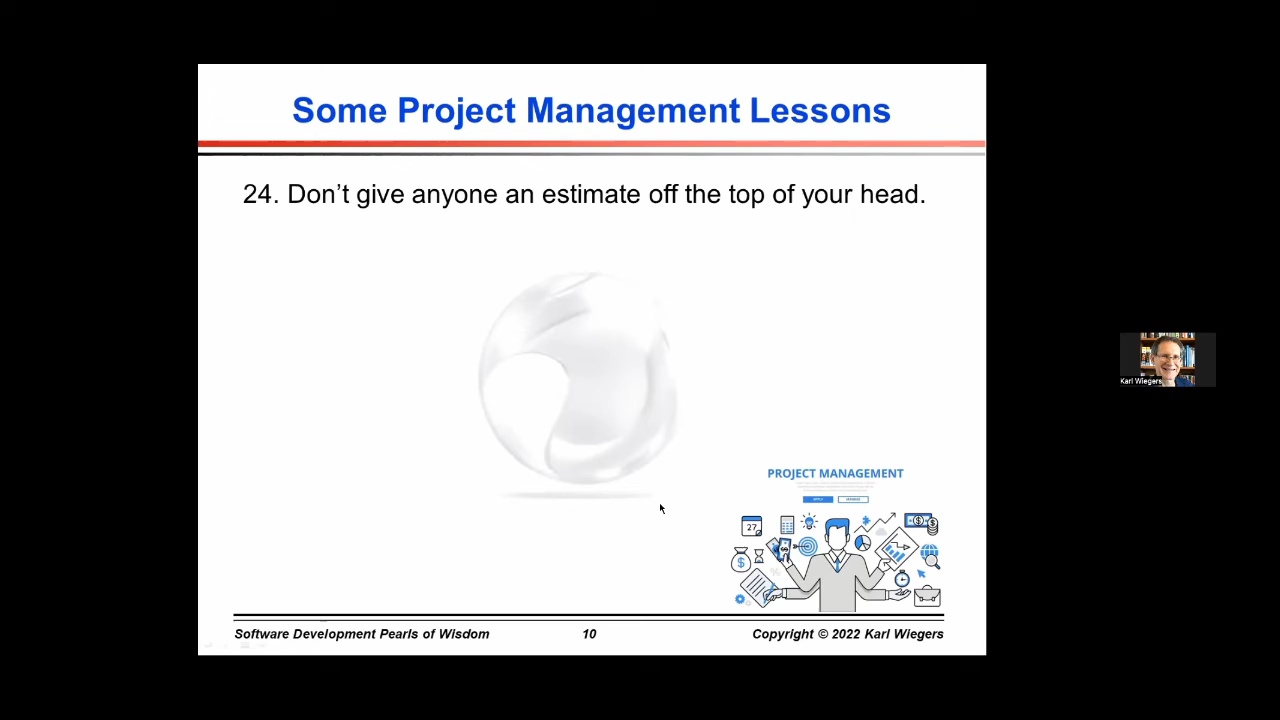 Some Project Management Lessons
24. Don’t give anyone an estimate off the top of your head.
PROJECT MANAGEMENT
27
Karl Wiegers
Software Development Pearls of Wisdom
10
Copyright © 2022 Karl Wiegers